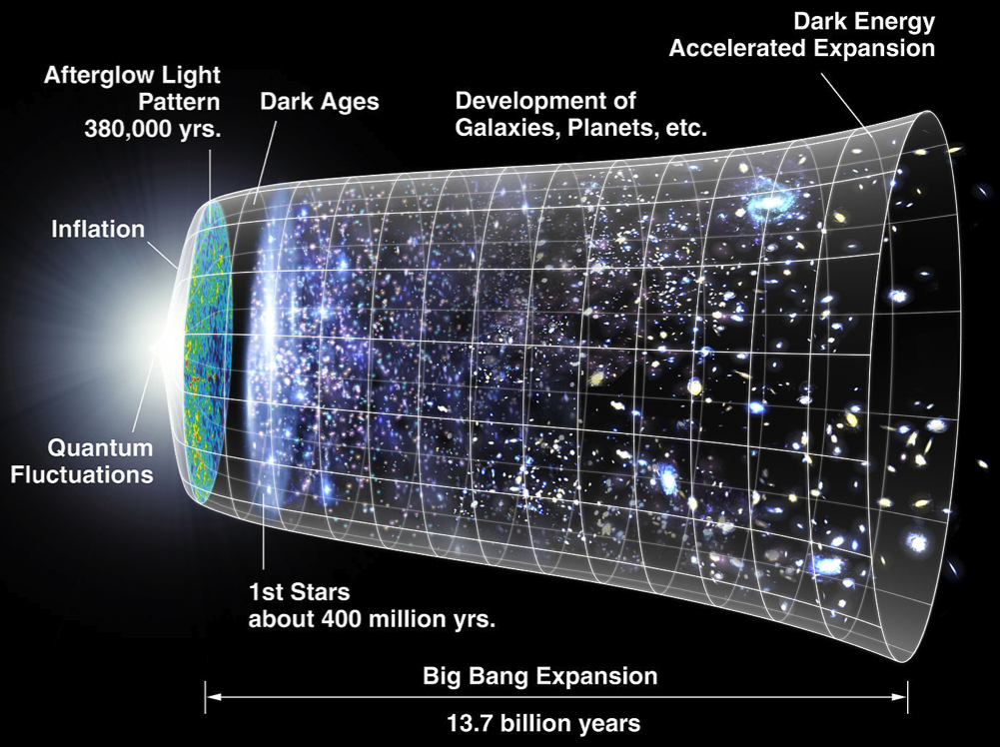 Dark Energy
Accelerated Expansion
Afterglow Light
Pattern
380,000 yrs.
Dark Ages
Development of
Galaxies, Planets, etc.
Inflation
Quantum
Fluctuations
1st Stars
about 400 million yrs.
Big Bang Expansion
13.7 billion years